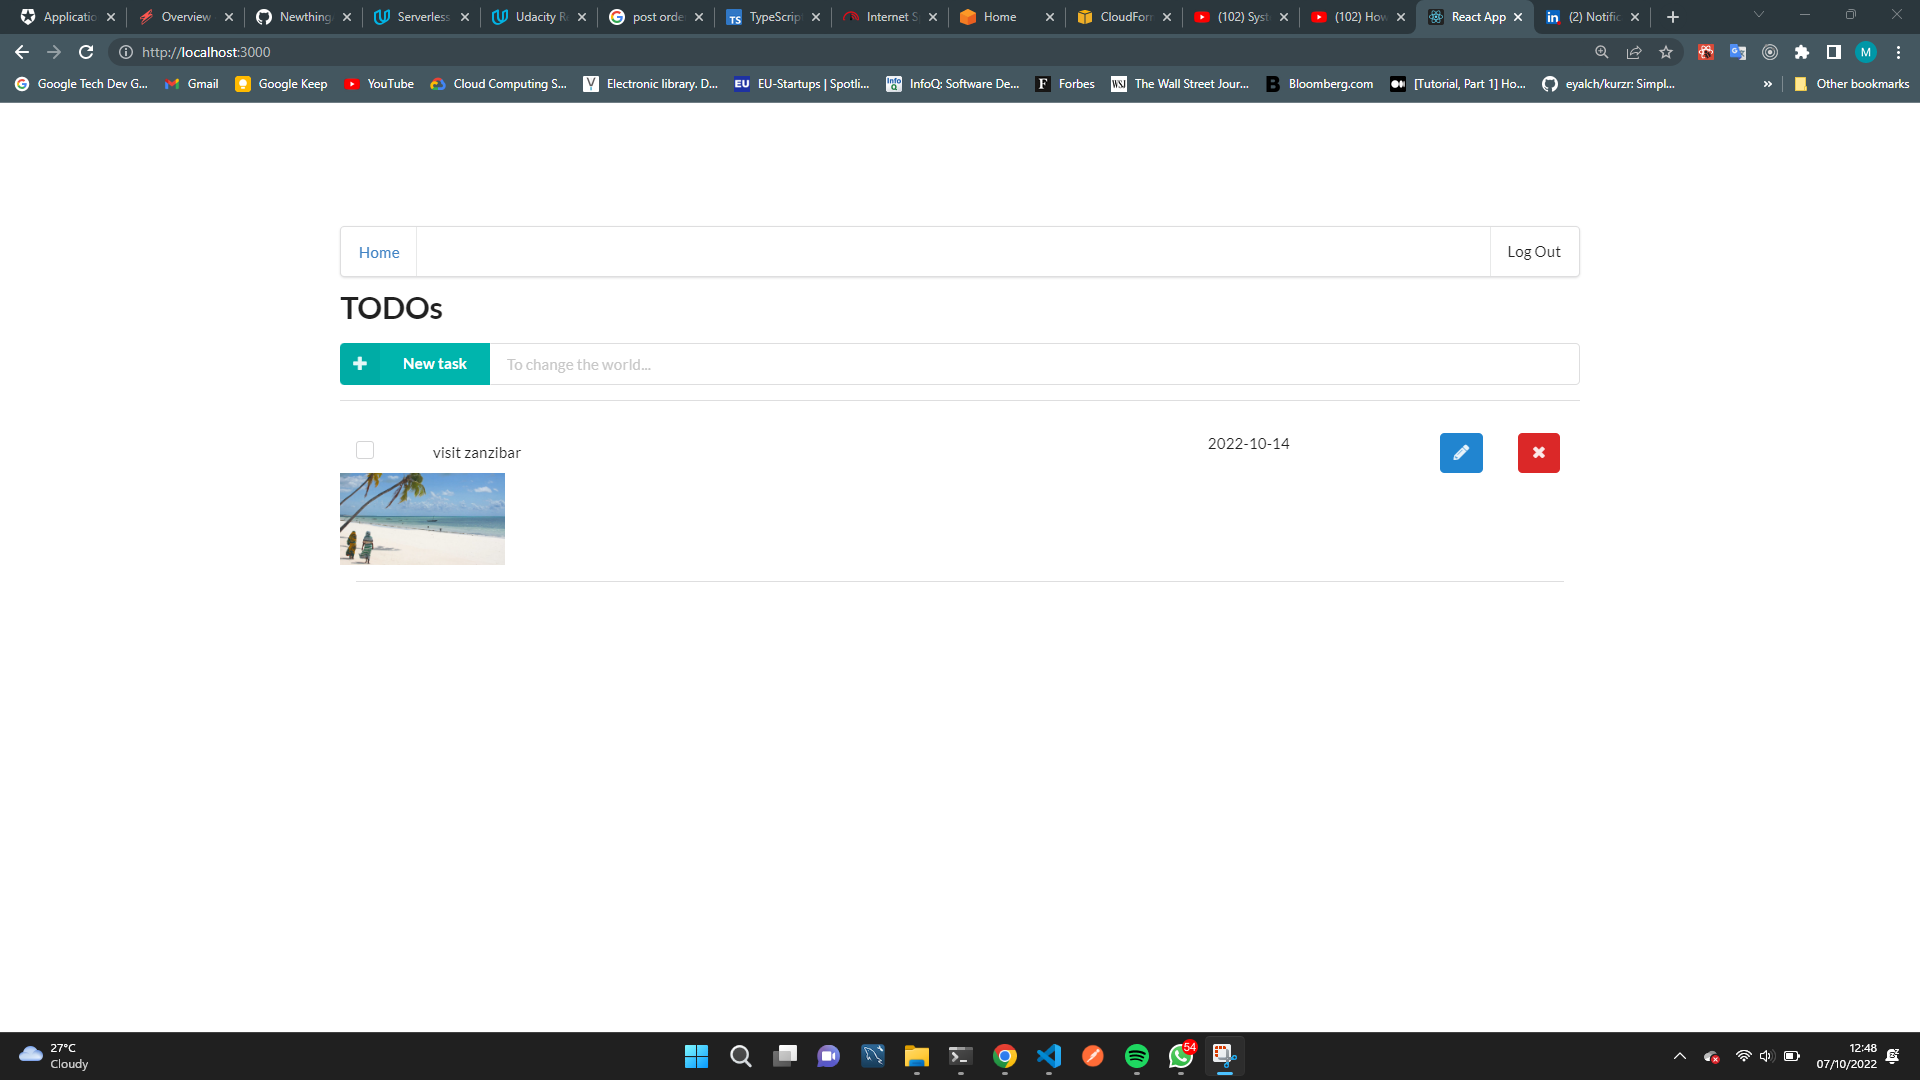 Applicatio
Overview
Newthing
Serverless
Udacity R
post orde
TypeScrip
Internet S
Home
CloudForm
(102) Syst
(102) How
React App
(2) Notific
http://localhost:3000
M
Google Tech Dev G...
Gmail
Google Keep
YouTube
Cloud Computing S...
Electronic library. D...
EU-Startups | Spotli...
InfoQ: Software De...
Forbes
The Wall Street Jour...
Bloomberg.com
[Tutorial, Part 1] Ho...
eyalch/kurzr: Simpl...
»
Other bookmarks
Home
Log Out
TODOs
New task
To change the world...
visit zanzibar
2022-10-14
27°C
Cloudy
54
12:48
07/10/2022